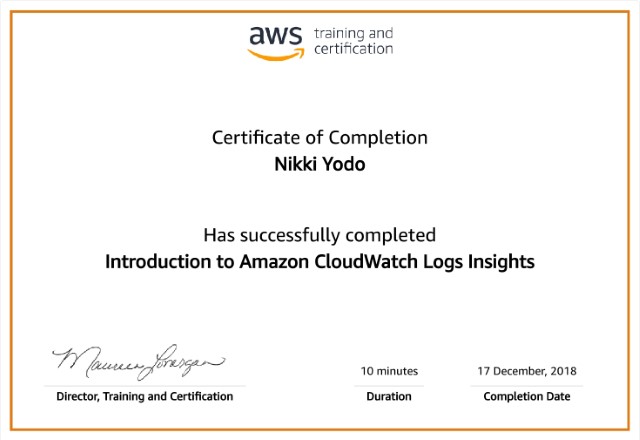 aws training and
certification
Certificate of Completion
Nikki Yodo
Has successfully completed
Introduction to Amazon CloudWatch Logs Insights
Maureen Lonergan
Director, Training and Certification
10 minutes
Duration
17 December, 2018
Completion Date